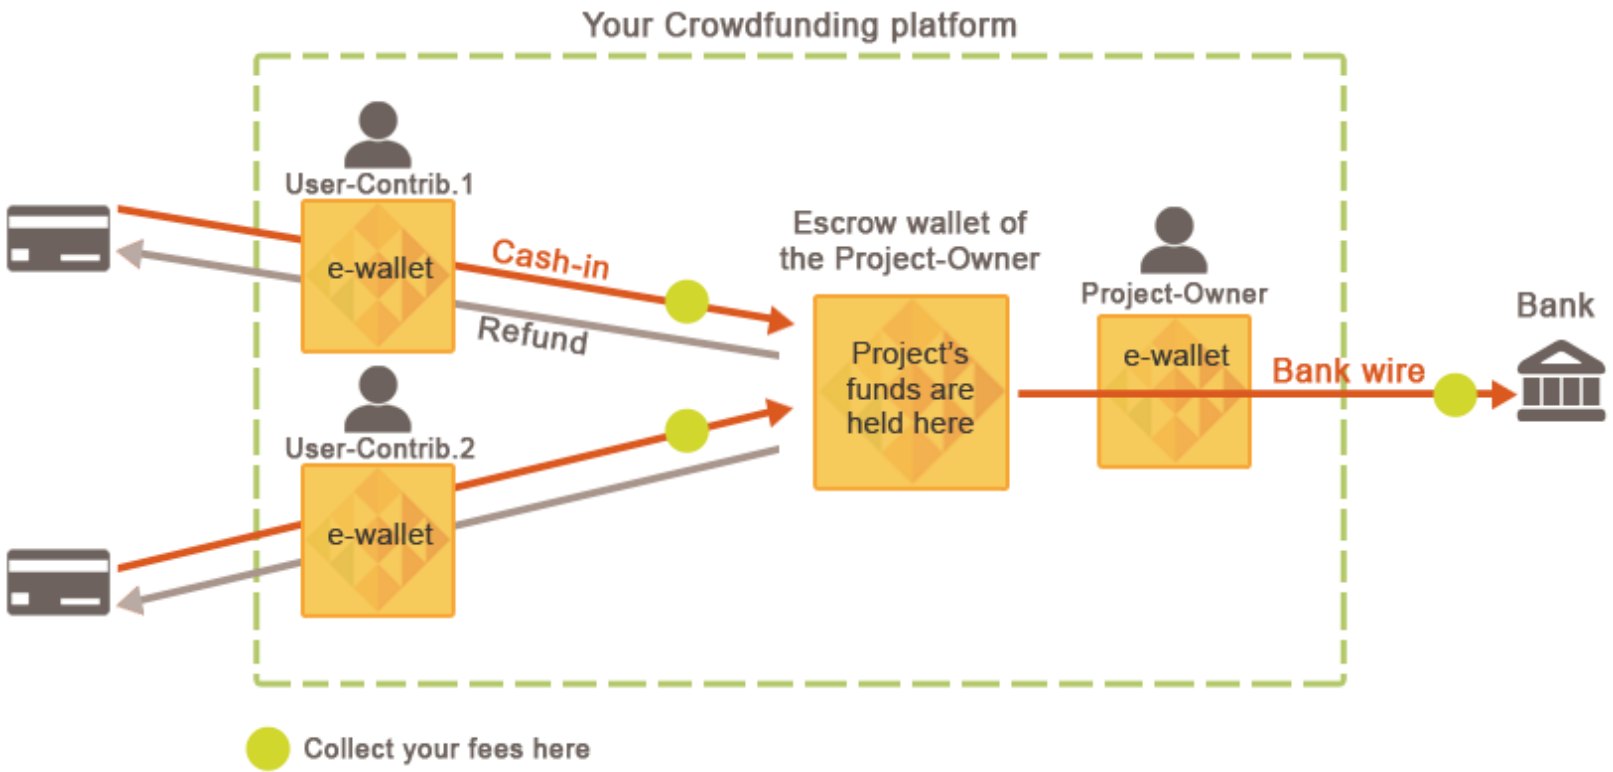 Your Crowdfunding platform
User-Contrib.1
e-wallet
Cash-in
Refund
User-Contrib.2
e-wallet
Escrow wallet of
the Project-Owner
Project's
funds are
held here
Project-Owner
e-wallet
Bank wire
Bank
Collect your fees here